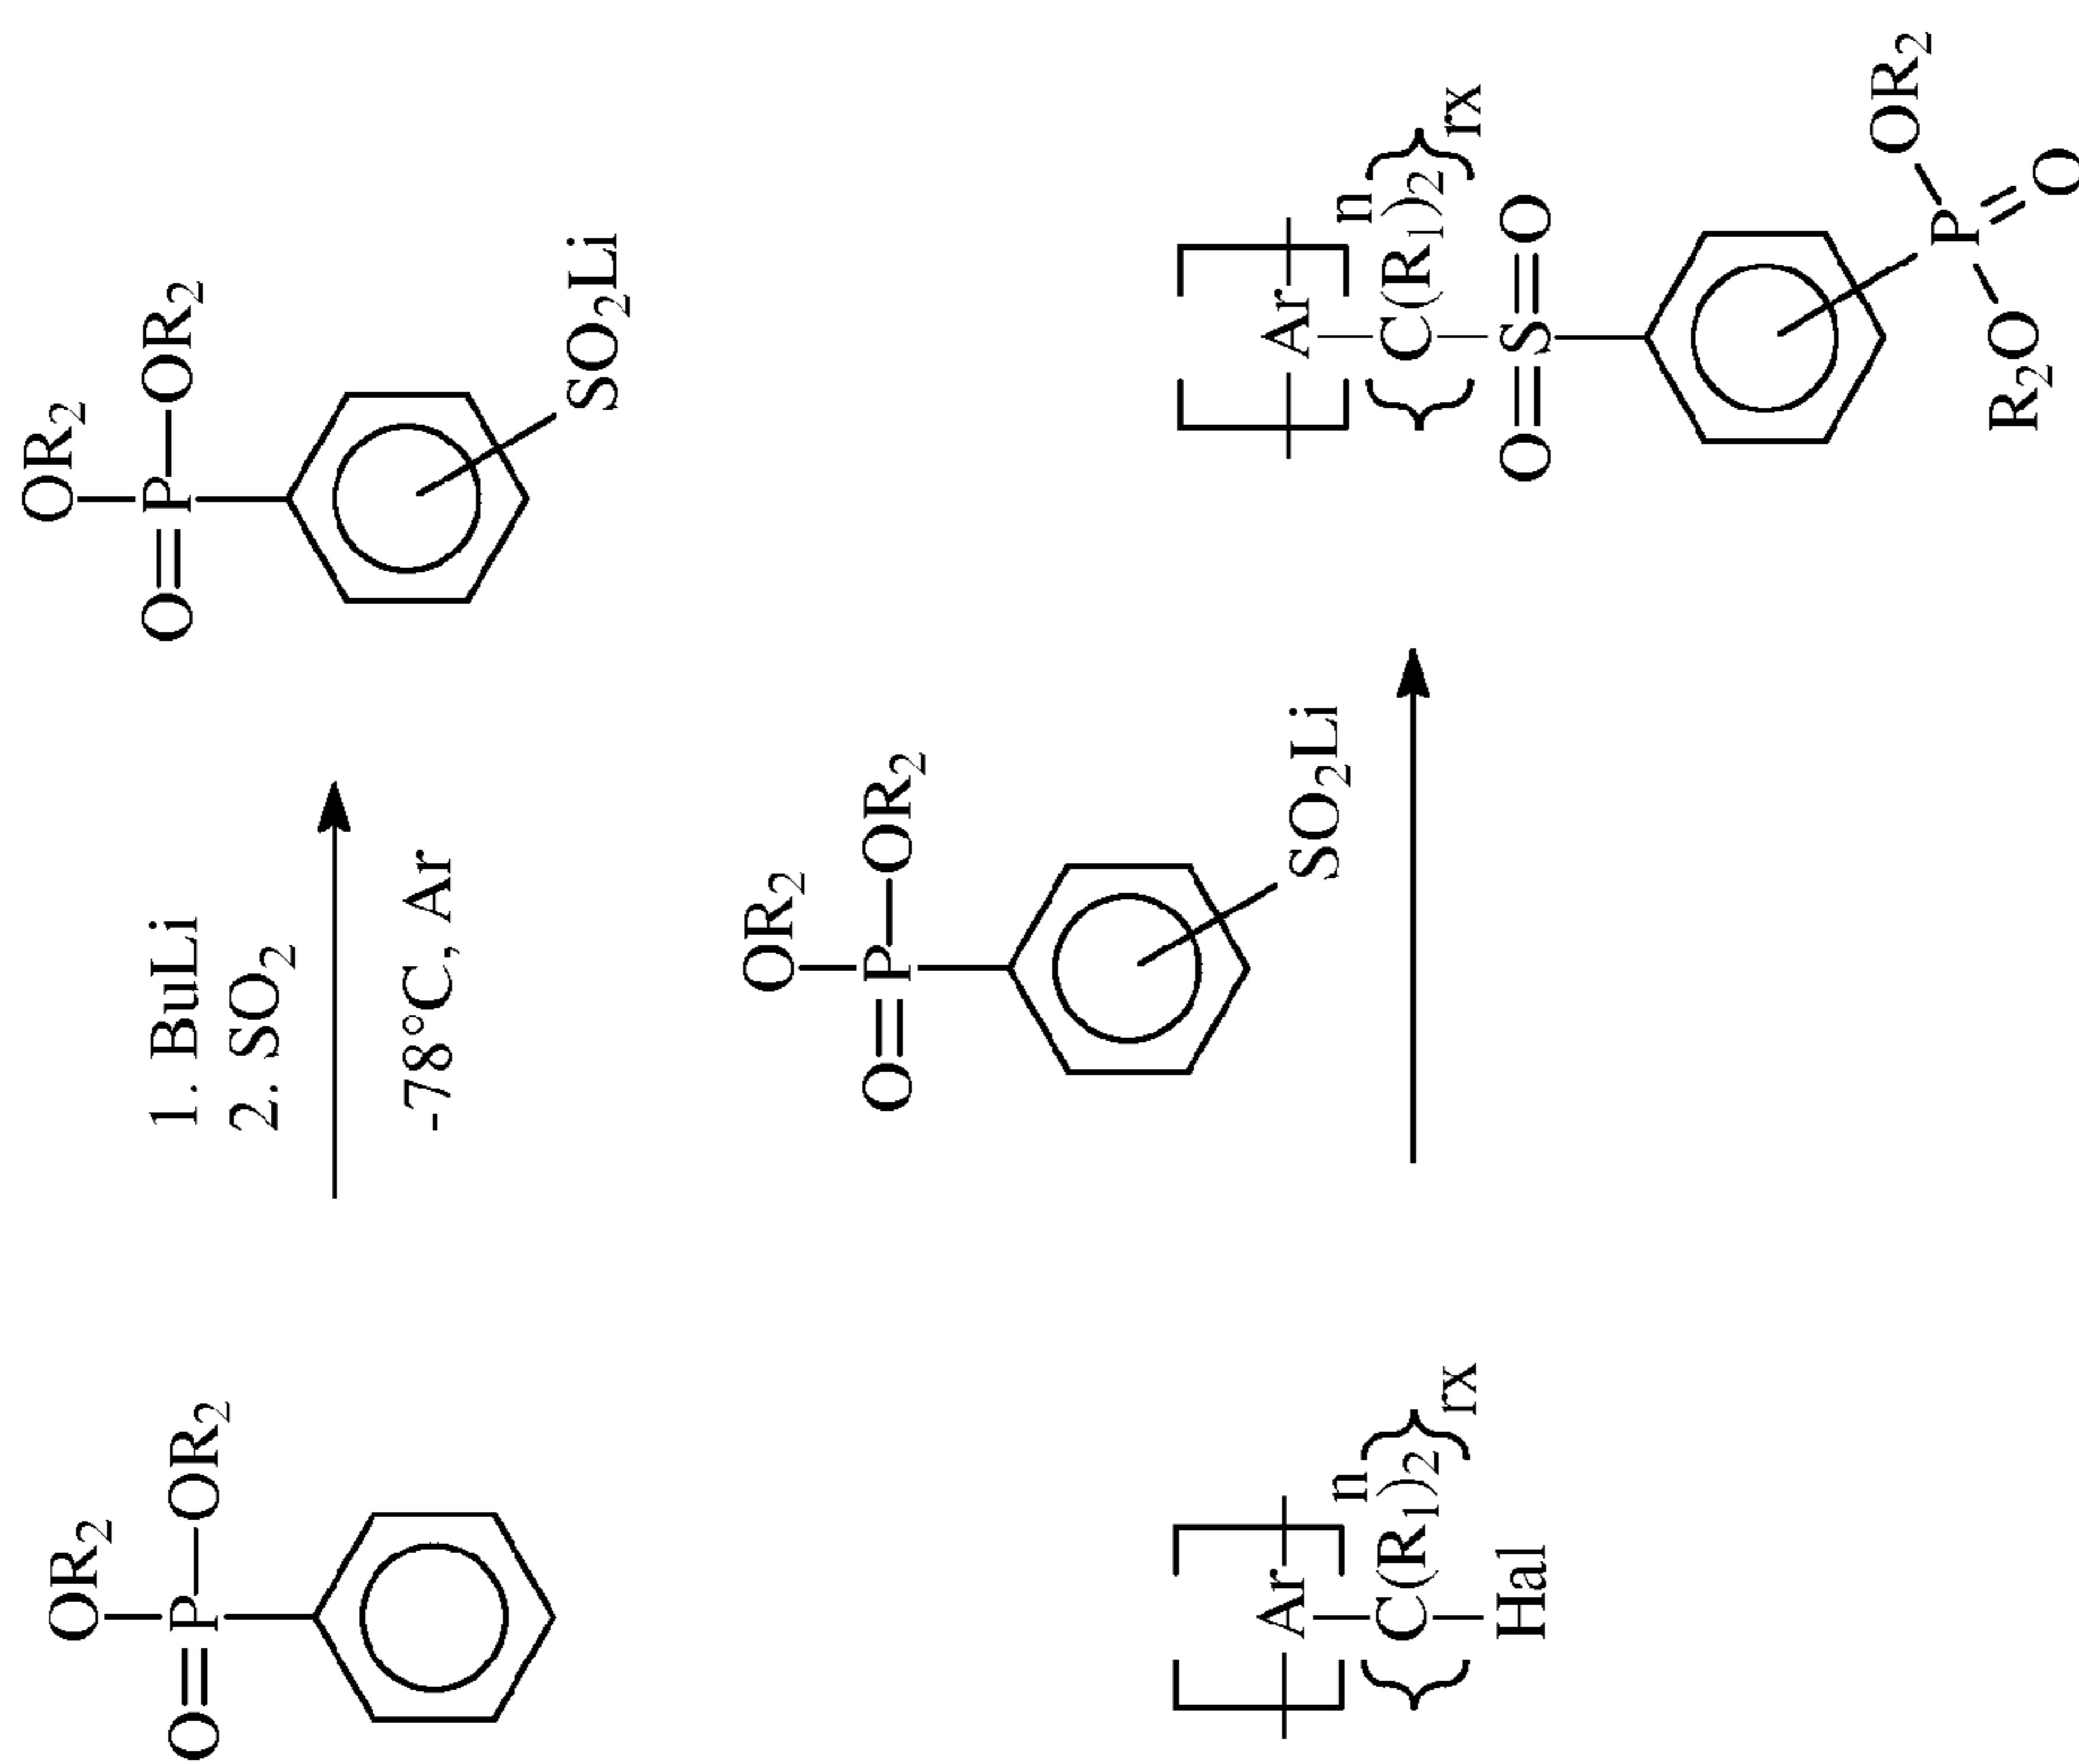 OR2
O=P-OR2
1. BuLi
2. SO2
-78°C, Ar
OR2
O=P-OR2
SO2Li
[Ar]n
{C(R1)2}rx
Hal
OR2
O=P-OR2
SO2Li
[Ar]n
{C(R1)2}rx
O=S=O
OR2
P
R2O
O